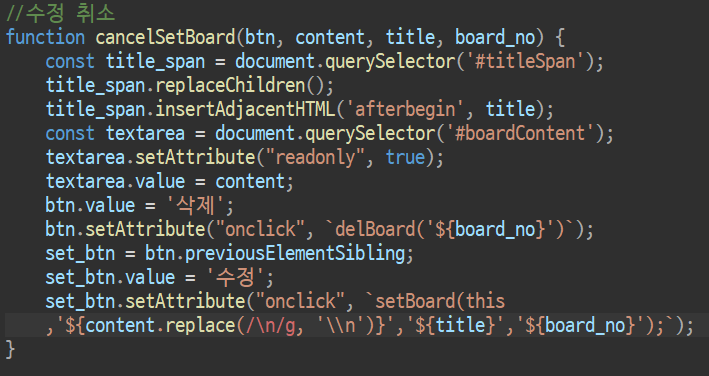 //수정 취소
function cancelSetBoard(btn, content, title, board_no) {
    const title_span = document.querySelector('#titleSpan');
    title_span.replaceChildren();
    title_span.insertAdjacentHTML('afterbegin', title);
    const textarea = document.querySelector('#boardContent');
    textarea.setAttribute("readonly", true);
    textarea.value = content;
    btn.value = '삭제';
    btn.setAttribute("onclick", `delBoard('${board_no}')`);
    set_btn = btn.previousElementSibling;
    set_btn.value = '수정';
    set_btn.setAttribute("onclick", `setBoard(this
    ,'${content.replace(/\n/g, '\\n')}','${title}','${board_no}');`);
}